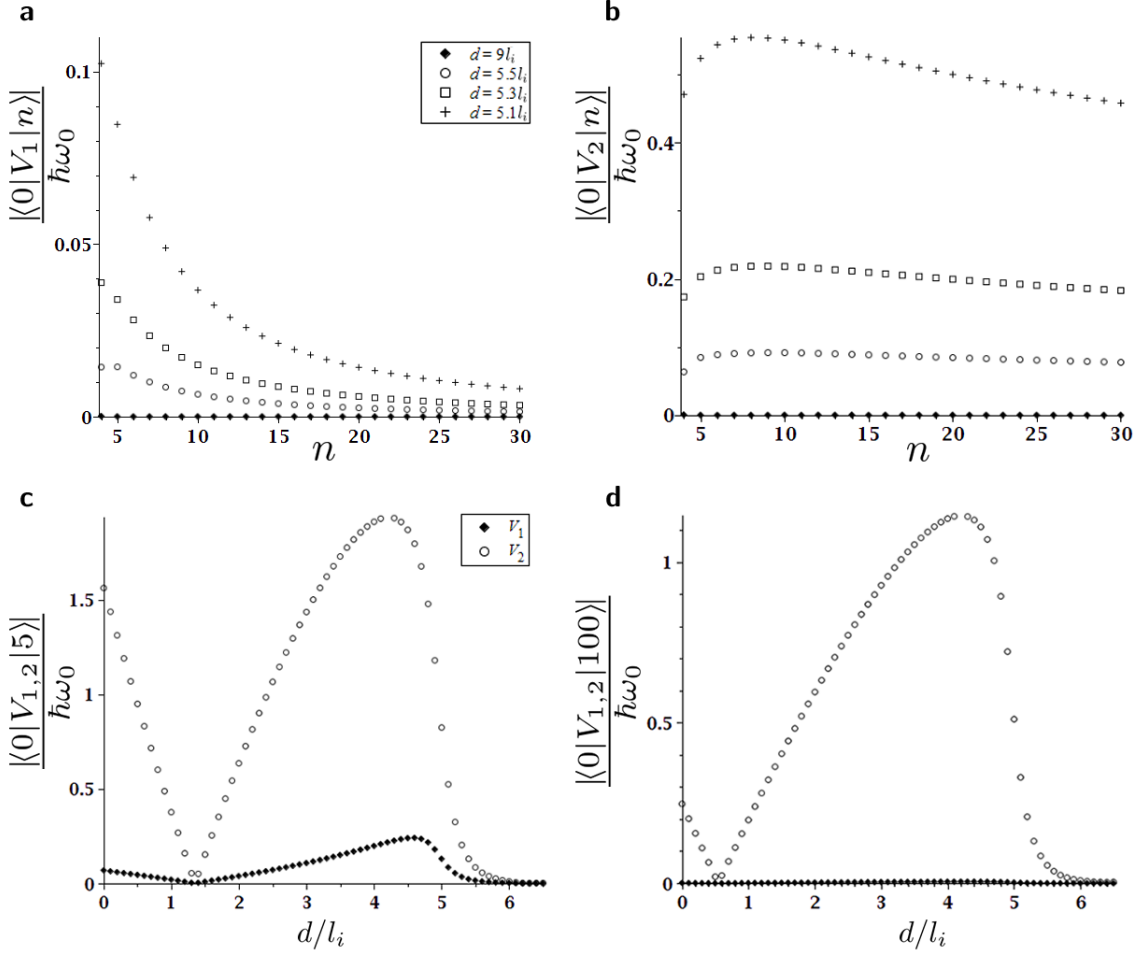 a
|⟨0|V₁|n⟩|
ħω₀
0.1
0.05
0
5 10 15 20 25 30
n
d = 9lᵢ
d = 5.5lᵢ
d = 5.3lᵢ
d = 5.1lᵢ
b
|⟨0|V₂|n⟩|
ħω₀
0.4
0.2
0
5 10 15 20 25 30
n
c
|⟨0|V₁,₂|5⟩|
ħω₀
1.5
1
0.5
0
0 1 2 3 4 5 6
d/lᵢ
V₁
V₂
d
|⟨0|V₁,₂|100⟩|
ħω₀
1
0.5
0
0 1 2 3 4 5 6
d/lᵢ